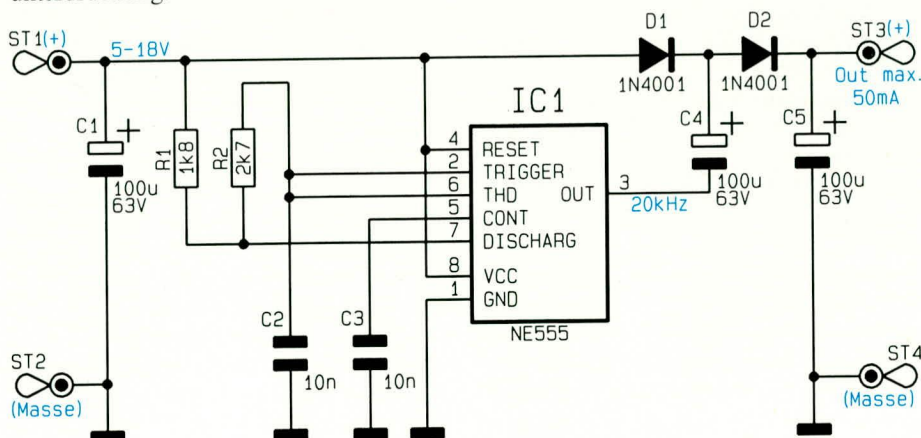 ST1(+)
5-18V
D1
D2
ST3(+)
1N4001
1N4001
Out max.
50mA
IC1
C1
+
100u
63V
R1
1k8
R2
2k7
4
RESET
2
TRIGGER
6
THD
5
CONT
7
DISCHARG
8
VCC
1
GND
OUT
3
20kHz
NE555
C4
+
100u
63V
C5
+
100u
63V
C2
10n
C3
10n
ST2
(Masse)
ST4
(Masse)